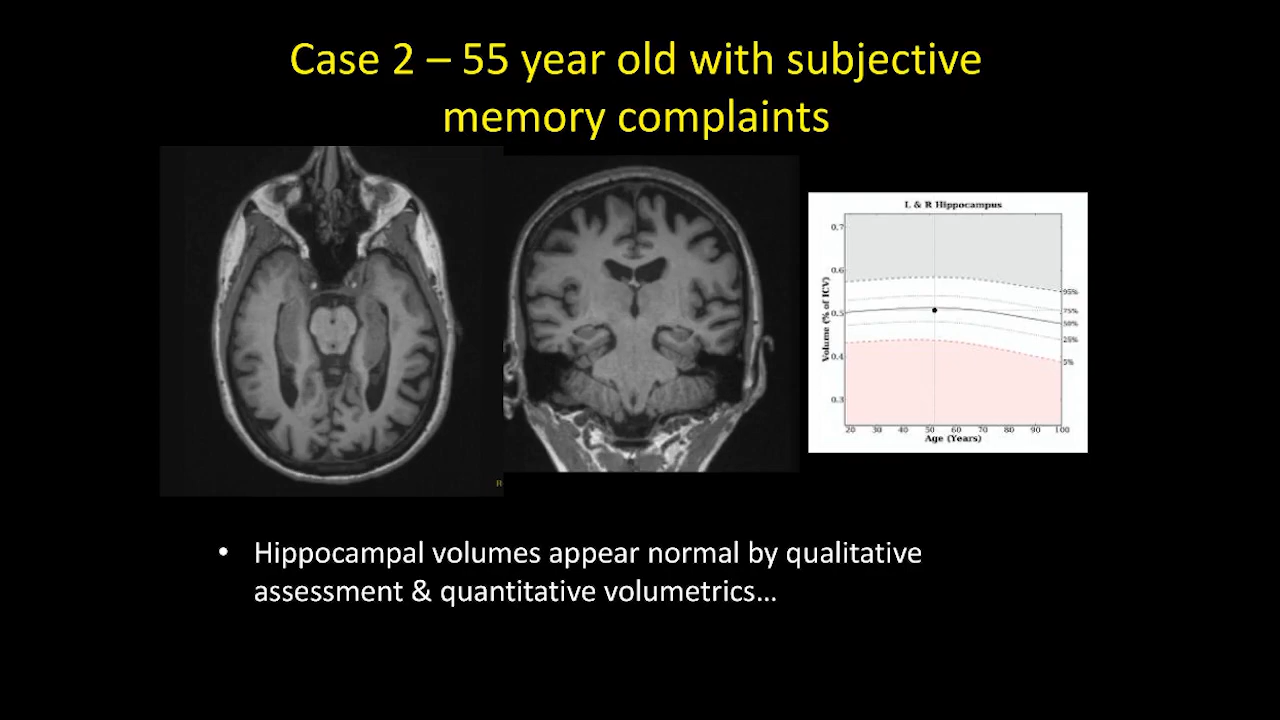 Case 2 – 55 year old with subjective
memory complaints
L & R Hippocampus
Volume (% of ICV)
0.7
0.6
0.5
0.4
0.3
95%
75%
50%
25%
5%
20 30 40 50 60 70 80 90 100
Age (Years)
• Hippocampal volumes appear normal by qualitative
assessment & quantitative volumetrics…